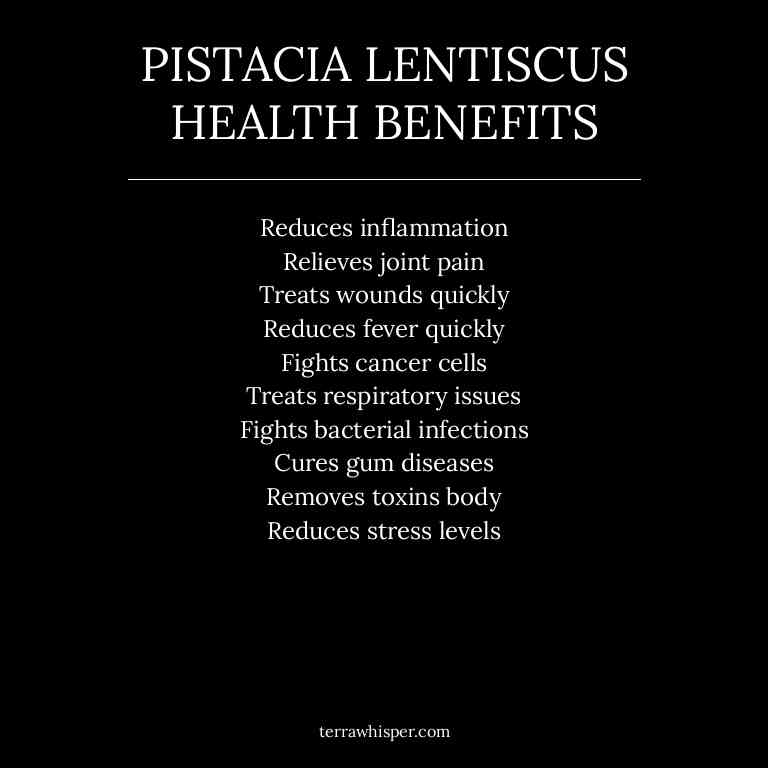 PISTACIA LENTISCUS
HEALTH BENEFITS
Reduces inflammation
Relieves joint pain
Treats wounds quickly
Reduces fever quickly
Fights cancer cells
Treats respiratory issues
Fights bacterial infections
Cures gum diseases
Removes toxins body
Reduces stress levels
terrawhisper.com